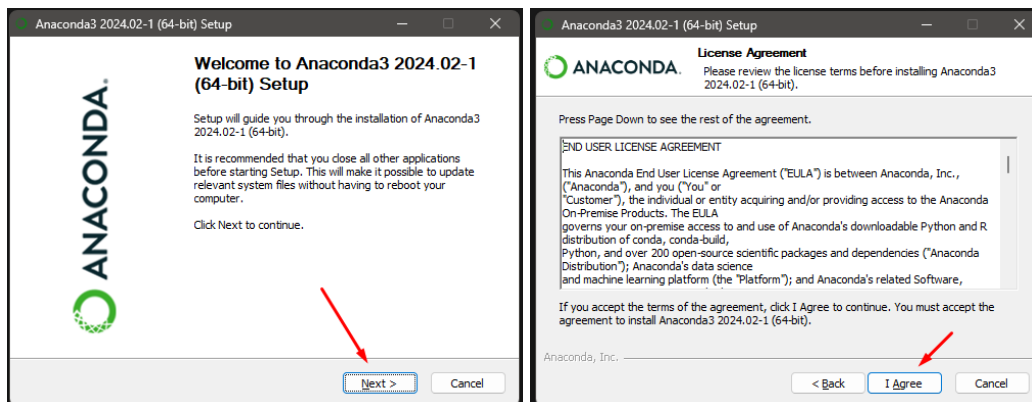 Anaconda3 2024.02-1 (64-bit) Setup
ANACONDA.
Welcome to Anaconda3 2024.02-1
(64-bit) Setup
Setup will guide you through the installation of Anaconda3
2024.02-1 (64-bit).
It is recommended that you close all other applications
before starting Setup. This will make it possible to update
relevant system files without having to reboot your
computer.
Click Next to continue.
Next >
Cancel
Anaconda3 2024.02-1 (64-bit) Setup
ANACONDA.
License Agreement
Please review the license terms before installing Anaconda3
2024.02-1 (64-bit).
Press Page Down to see the rest of the agreement.
END USER LICENSE AGREEMENT
This Anaconda End User License Agreement ("EULA") is between Anaconda, Inc.,
("Anaconda"), and you ("You" or
"Customer"), the individual or entity acquiring and/or providing access to the Anaconda
On-Premise Products. The EULA
governs your on-premise access to and use of Anaconda's downloadable Python and R
distribution of conda, conda-build,
Python, and over 200 open-source scientific packages and dependencies ("Anaconda
Distribution"); Anaconda's data science
and machine learning platform (the "Platform"); and Anaconda's related Software,
If you accept the terms of the agreement, click I Agree to continue. You must accept the
agreement to install Anaconda3 2024.02-1 (64-bit).
Anaconda, Inc.
< Back
I Agree
Cancel